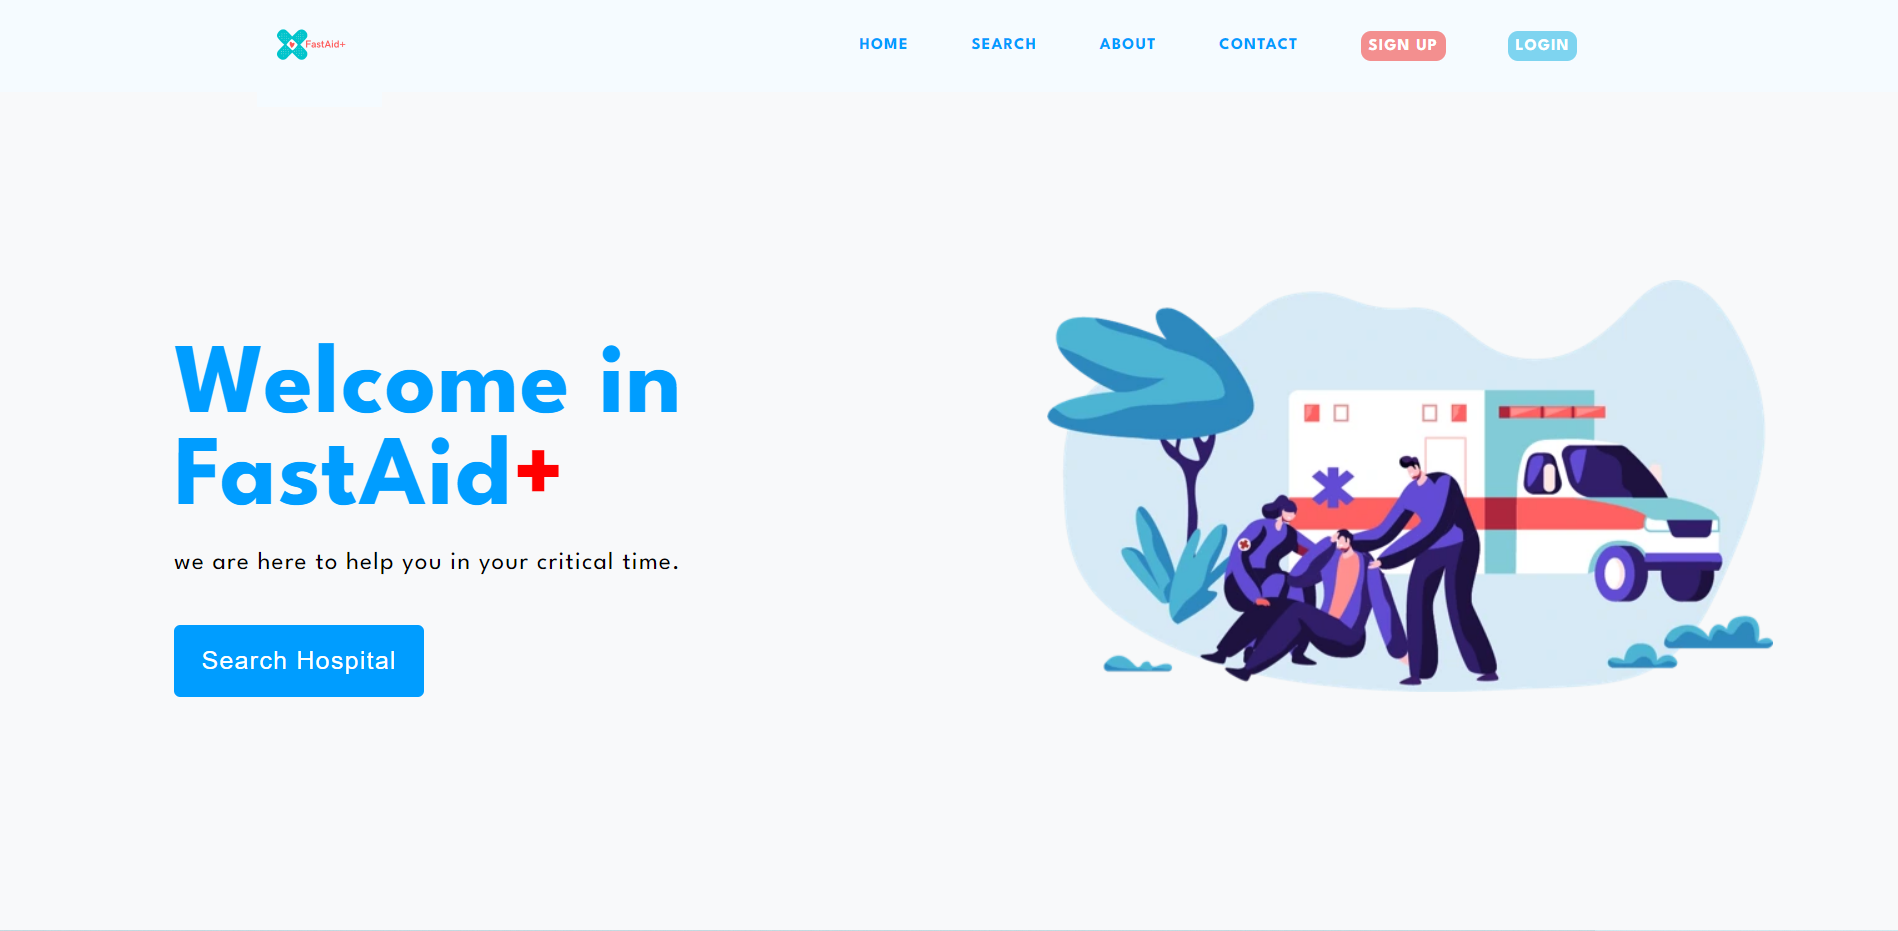 FastAid+
HOME SEARCH ABOUT CONTACT SIGN UP LOGIN
Welcome in
FastAid+
we are here to help you in your critical time.
Search Hospital